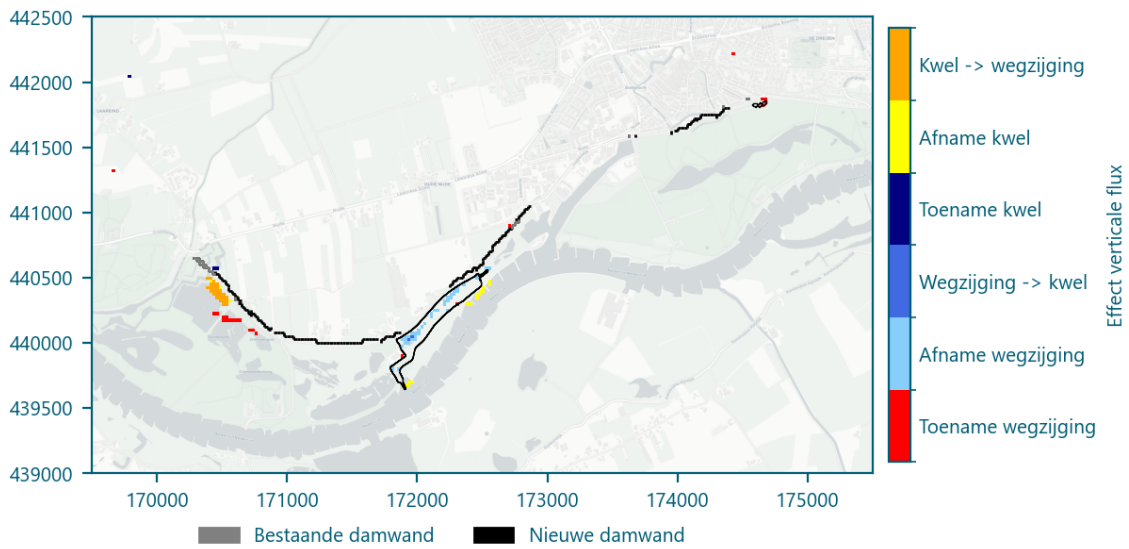 442500
442000
441500
441000
440500
440000
439500
439000
170000 171000 172000 173000 174000 175000
Kwel -> wegzijging
Afname kwel
Toename kwel
Wegzijging -> kwel
Afname wegzijging
Toename wegzijging
Effect verticale flux
Bestaande damwand
Nieuwe damwand